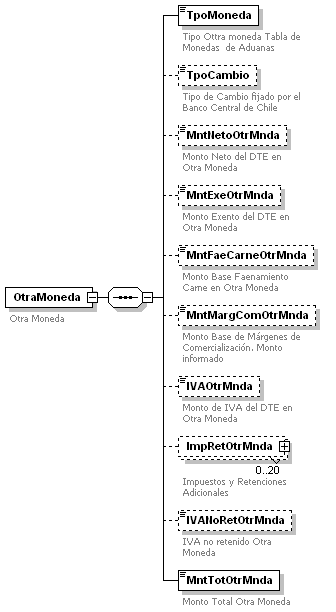 TpoMoneda
Tipo Ottra moneda Tabla de
Monedas  de Aduanas
TpoCambio
Tipo de Cambio fijado por el
Banco Central de Chile
MntNetoOtrMnda
Monto Neto del DTE en
Otra Moneda
MntExeOtrMnda
Monto Exento del DTE en
Otra Moneda
MntFaeCarneOtrMnda
Monto Base Faenamiento
Carne en Otra Moneda
OtraMoneda
Otra Moneda
MntMargComOtrMnda
Monto Base de Márgenes de
Comercialización. Monto
informado
IVAOtrMnda
Monto de IVA del DTE en
Otra Moneda
ImpRetOtrMnda
0..20
Impuestos y Retenciones
Adicionales
IVANoRetOtrMnda
IVA no retenido Otra
Moneda
MntTotOtrMnda
Monto Total Otra Moneda